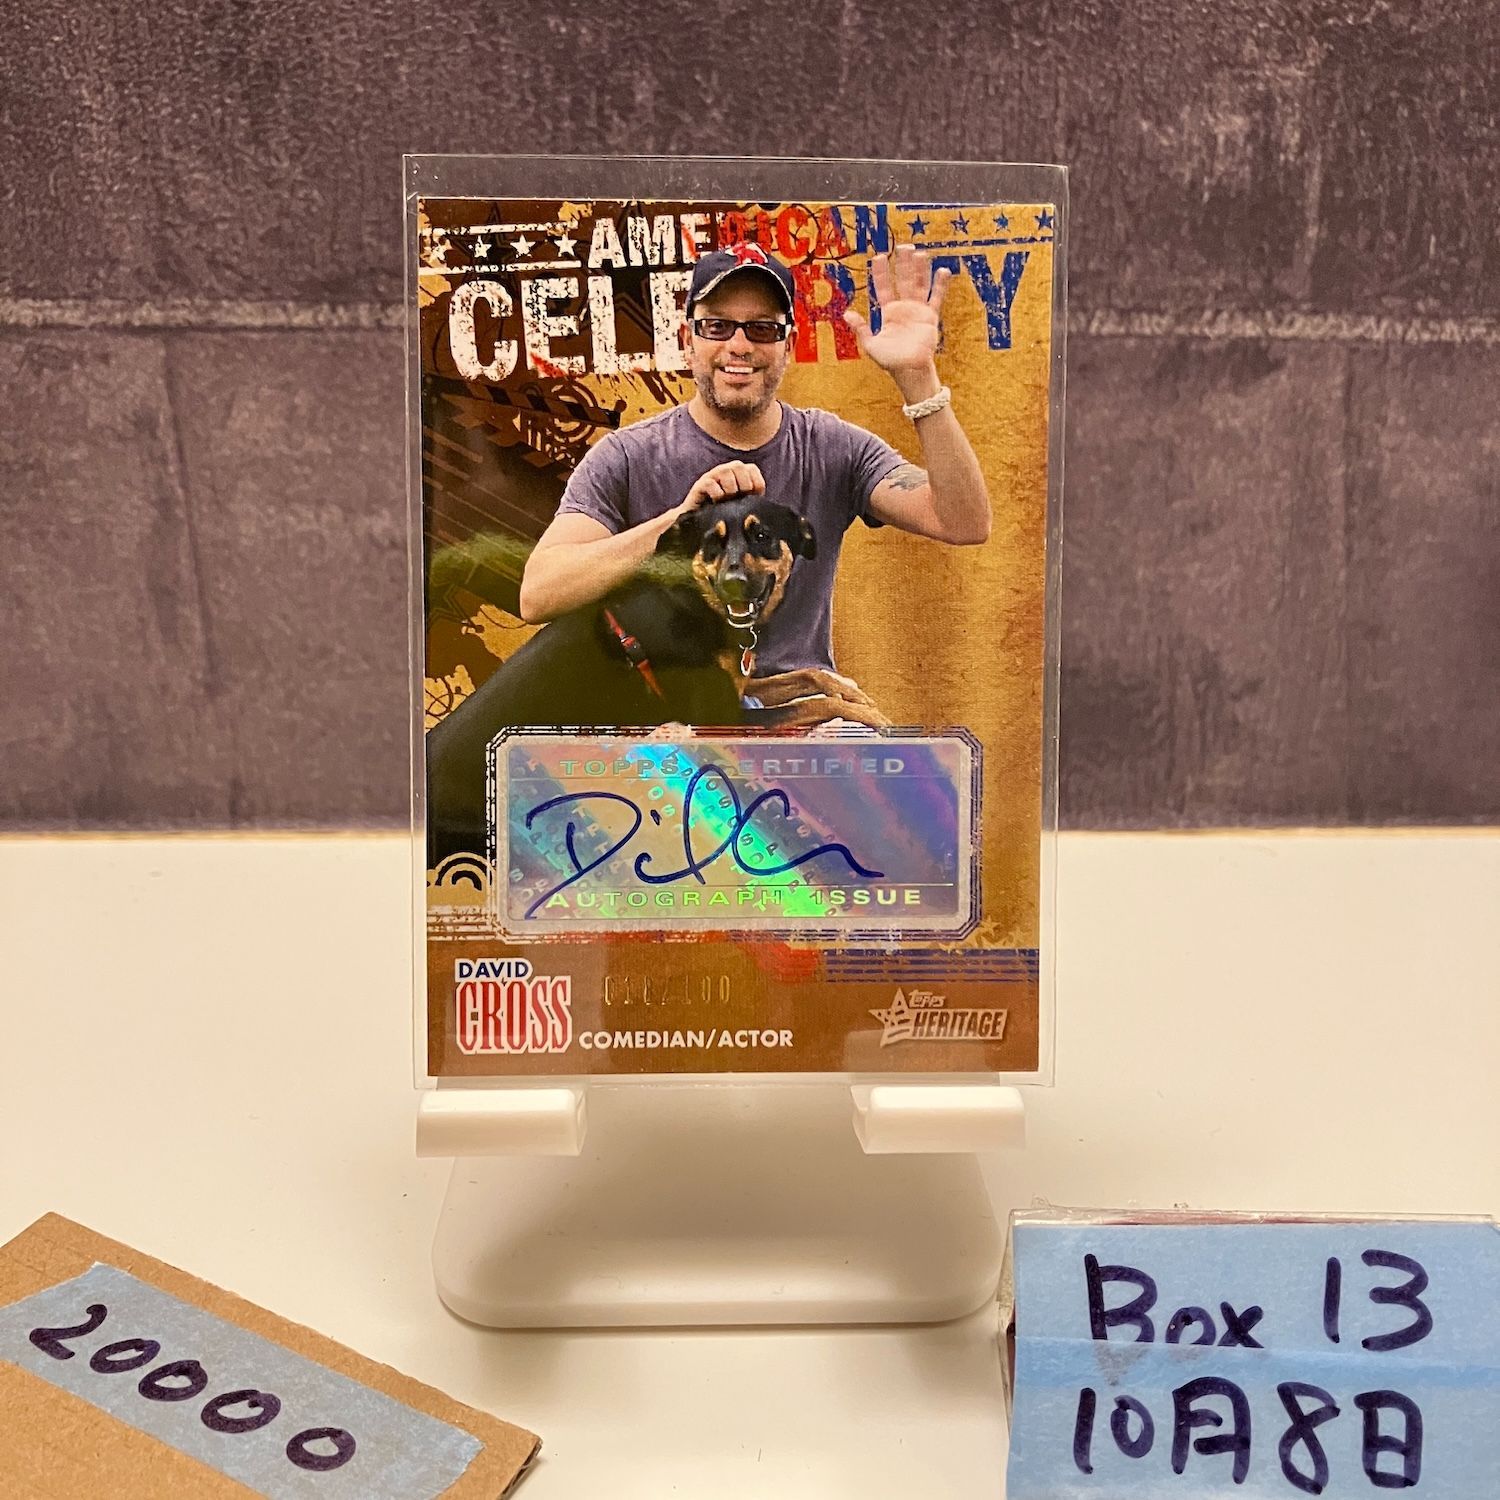 AMERICAN
CELEBRITY
TOPPS CERTIFIED
AUTOGRAPH ISSUE
DAVID
CROSS
COMEDIAN/ACTOR
topps
HERITAGE
20000
Box 13
10月8日